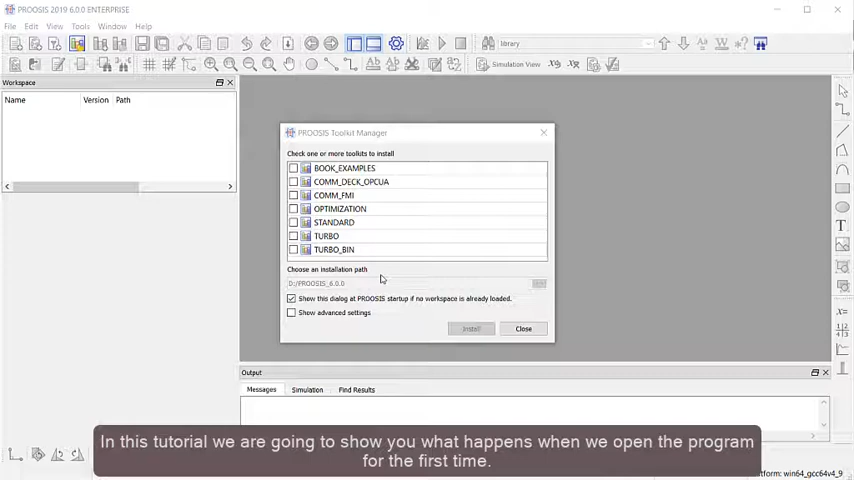 PROOSIS 2019 6.0.0 ENTERPRISE
File Edit View Tools Window Help
library
Simulation View
Workspace
Name Version Path
PROOSIS Toolkit Manager
Check one or more toolkits to install
BOOK_EXAMPLES
COMM_DECK_OPCUA
COMM_FMI
OPTIMIZATION
STANDARD
TURBO
TURBO_BIN
Choose an installation path
D:/PROOSIS_6.0.0
Show this dialog at PROOSIS startup if no workspace is already loaded.
Show advanced settings
Install Close
Output
Messages Simulation Find Results
In this tutorial we are going to show you what happens when we open the program
for the first time.
tform: win64_gcc64v4_9